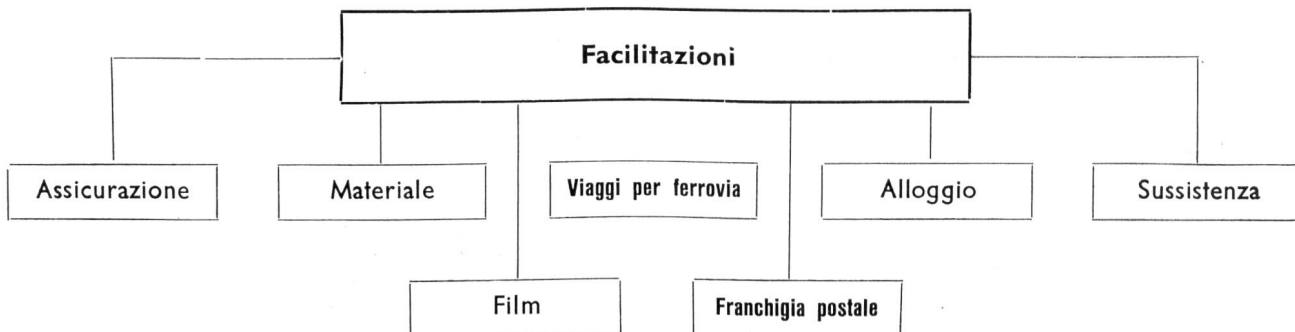 Facilitazioni
Assicurazione
Materiale
Viaggi per ferrovia
Alloggio
Sussistenza
Film
Franchigia postale